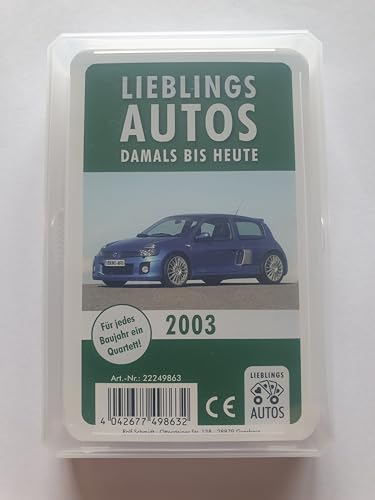 LIEBLINGS
AUTOS
DAMALS BIS HEUTE
Für jedes
Baujahr ein
Quartett!
2003
Art.-Nr.: 22249863
4 042677 498632
CE
LIEBLINGS
AUTOS